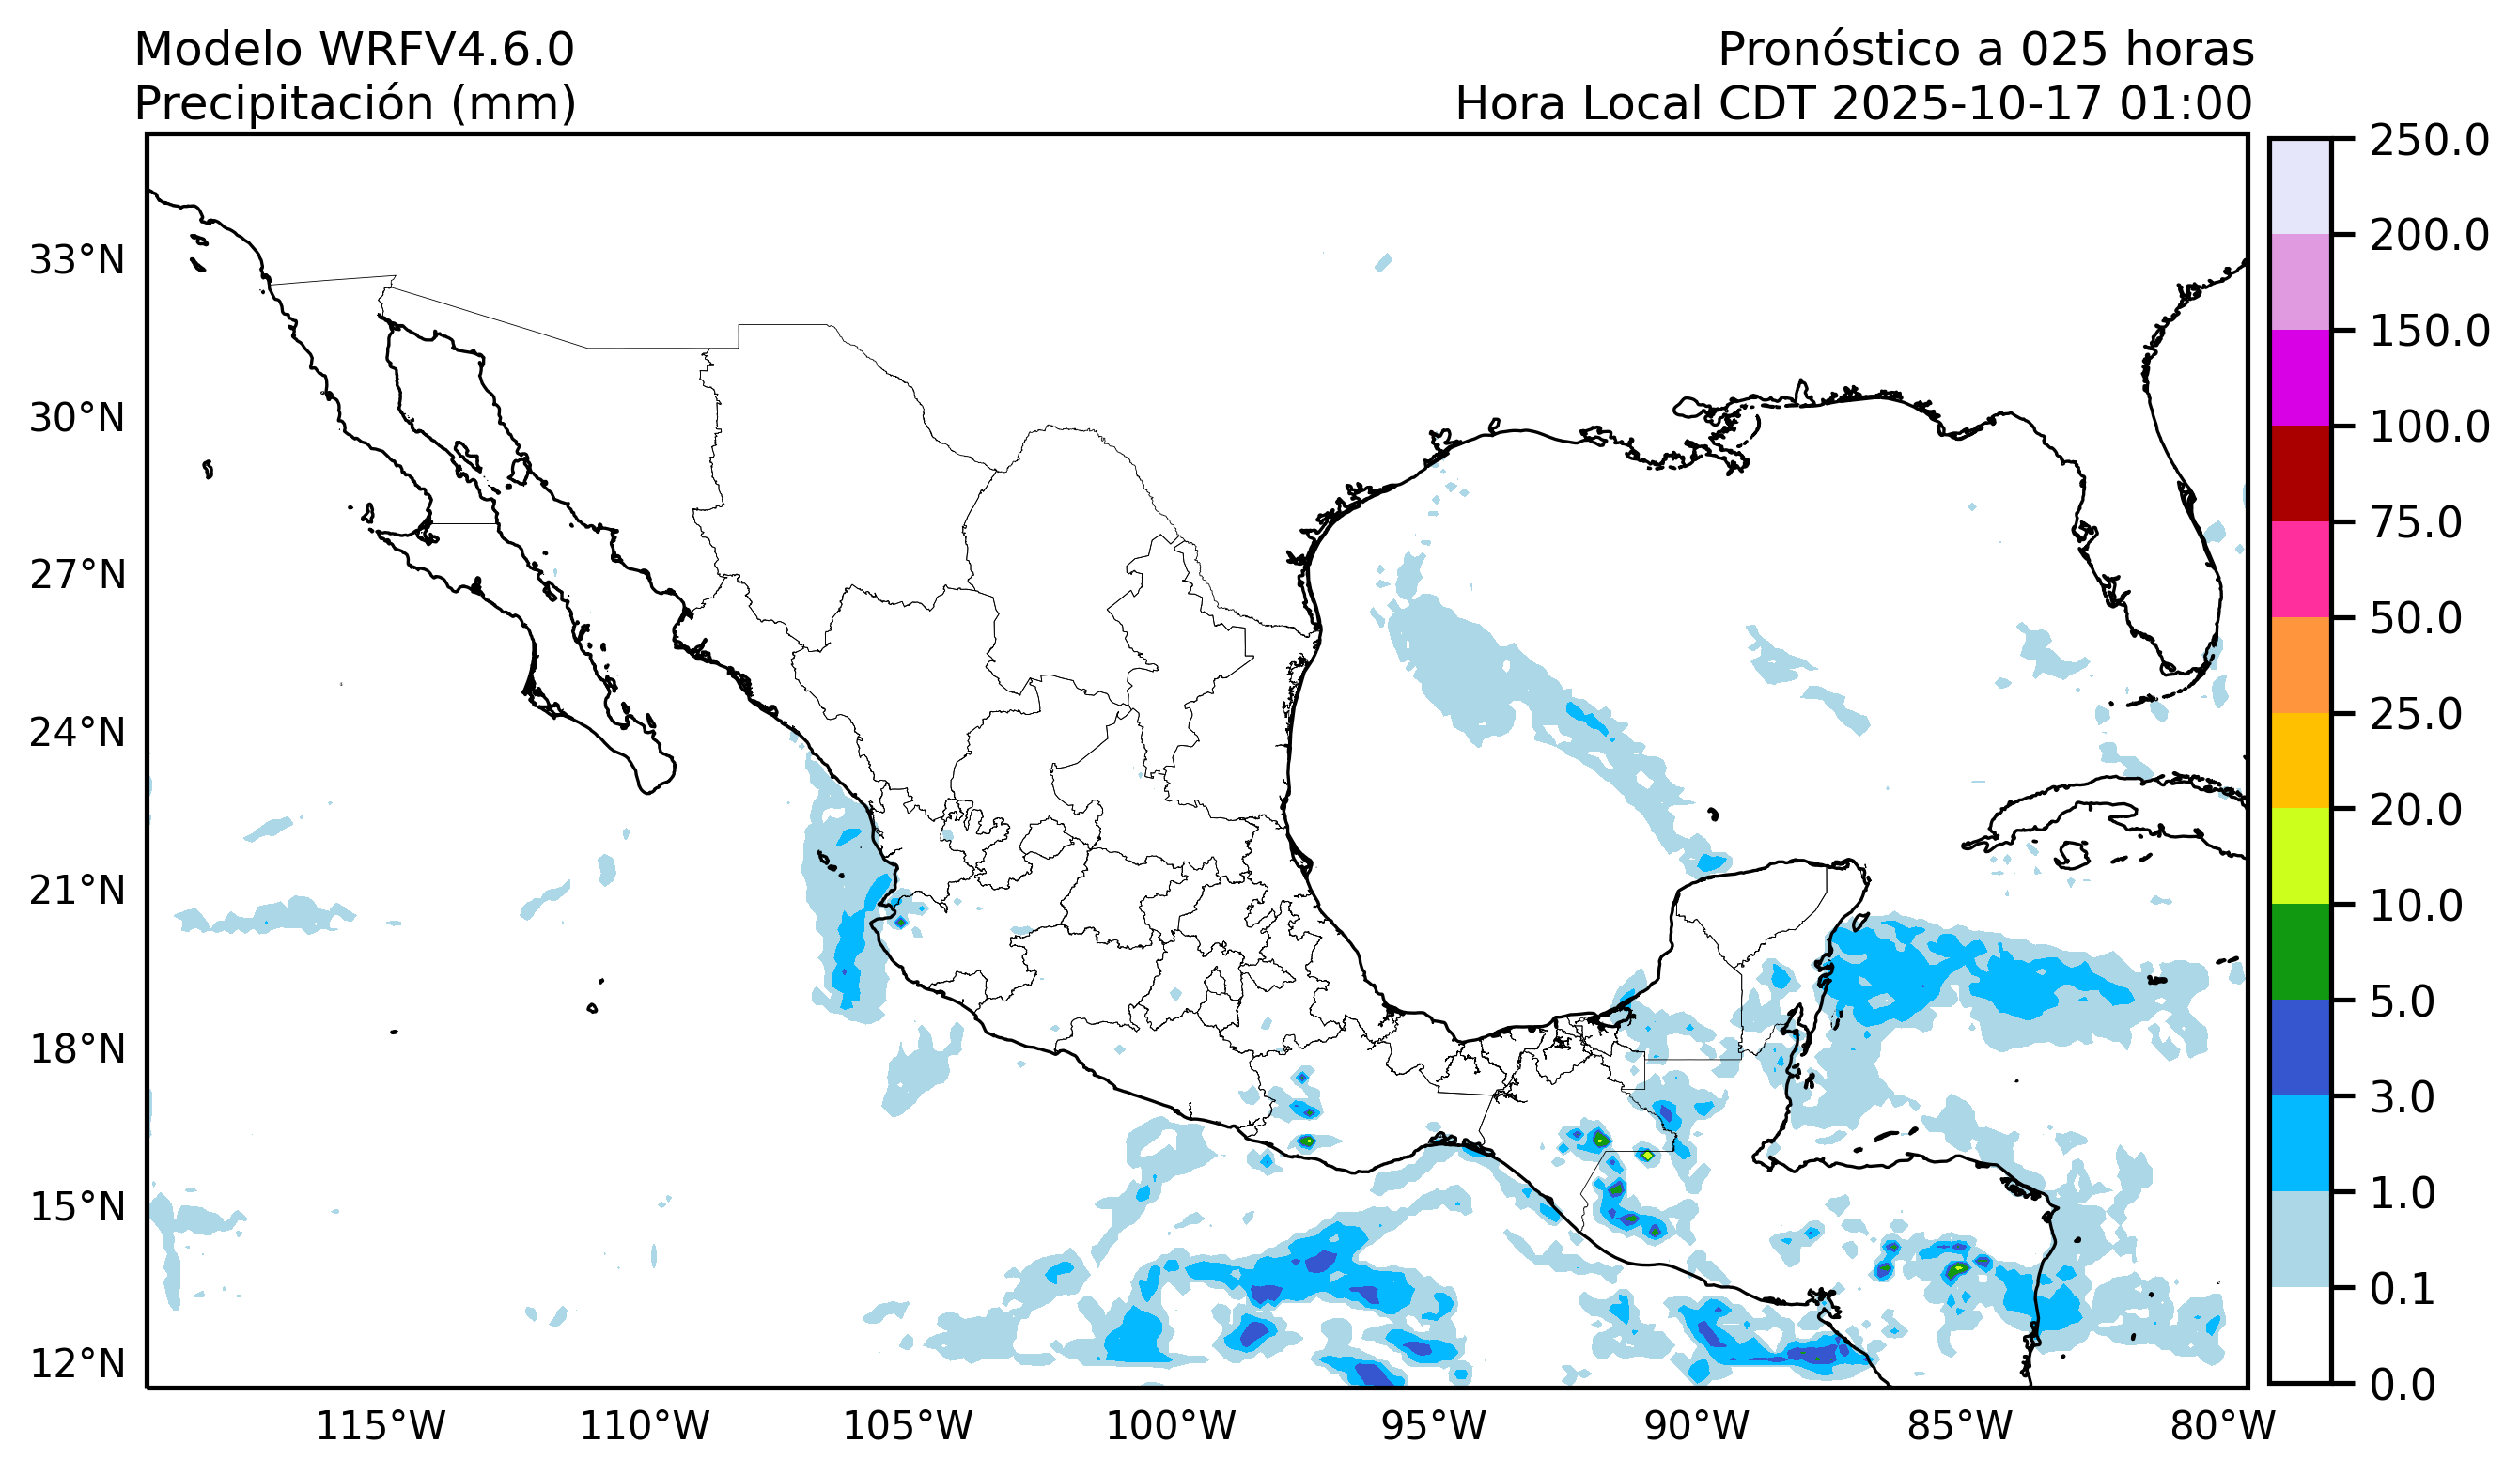 Modelo WRFV4.6.0
Precipitación (mm)
Pronóstico a 025 horas
Hora Local CDT 2025-10-17 01:00
33°N
30°N
27°N
24°N
21°N
18°N
15°N
12°N
115°W
110°W
105°W
100°W
95°W
90°W
85°W
80°W
250.0
200.0
150.0
100.0
75.0
50.0
25.0
20.0
10.0
5.0
3.0
1.0
0.1
0.0